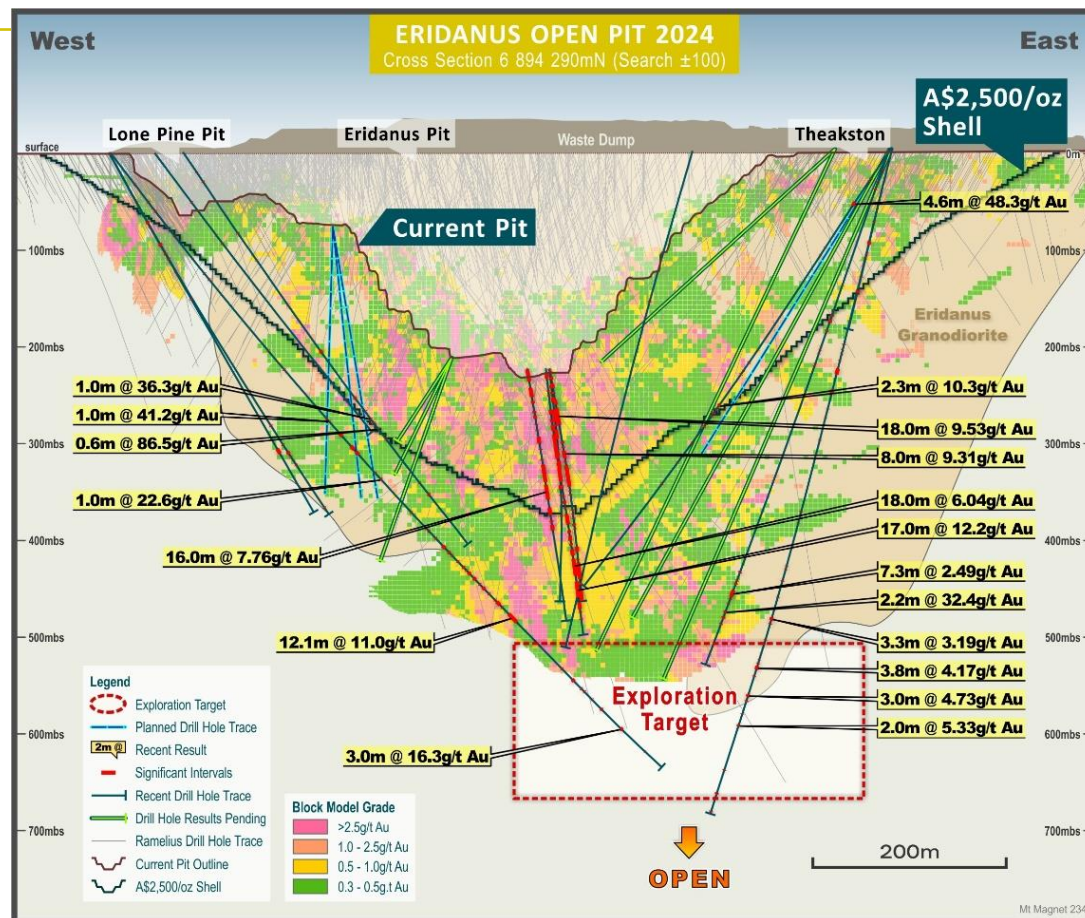 West
ERIDANUS OPEN PIT 2024
Cross Section 6 894 290mN (Search ±100)
East
A$2,500/oz
Shell
Lone Pine Pit
Eridanus Pit
Waste Dump
Theakston
surface
0m
4.6m @ 48.3g/t Au
Current Pit
100mbs
100mbs
Eridanus
Granodiorite
200mbs
200mbs
1.0m @ 36.3g/t Au
2.3m @ 10.3g/t Au
1.0m @ 41.2g/t Au
18.0m @ 9.53g/t Au
0.6m @ 86.5g/t Au
300mbs
300mbs
8.0m @ 9.31g/t Au
1.0m @ 22.6g/t Au
18.0m @ 6.04g/t Au
17.0m @ 12.2g/t Au
400mbs
400mbs
16.0m @ 7.76g/t Au
7.3m @ 2.49g/t Au
2.2m @ 32.4g/t Au
500mbs
500mbs
12.1m @ 11.0g/t Au
3.3m @ 3.19g/t Au
3.8m @ 4.17g/t Au
3.0m @ 4.73g/t Au
2.0m @ 5.33g/t Au
Exploration
Target
600mbs
600mbs
3.0m @ 16.3g/t Au
700mbs
700mbs
Legend
Exploration Target
Planned Drill Hole Trace
2m @
Recent Result
Significant Intervals
Recent Drill Hole Trace
Drill Hole Results Pending
Ramelius Drill Hole Trace
Current Pit Outline
A$2,500/oz Shell
Block Model Grade
>2.5g/t Au
1.0 - 2.5g/t Au
0.5 - 1.0g/t Au
0.3 - 0.5g.t Au
OPEN
200m
Mt Magnet 234